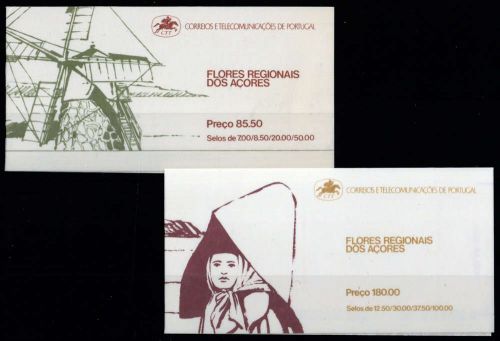 CORREIOS E TELECOMUNICAÇÕES DE PORTUGAL
CTT
FLORES REGIONAIS
DOS AÇORES
Preço 85.50
Selos de 7.00/8.50/20.00/50.00
CORREIOS E TELECOMUNICAÇÕES DE PORTUGAL
CTT
FLORES REGIONAIS
DOS AÇORES
Preço 180.00
Selos de 12.50/30.00/37.50/100.00